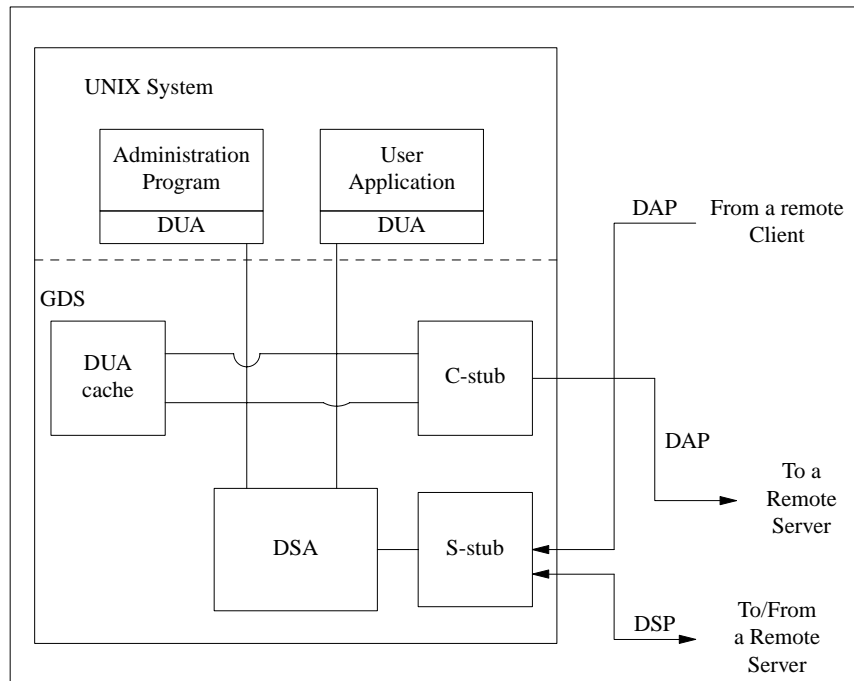 UNIX System
Administration
Program
DUA
User
Application
DUA
DAP
From a remote
Client
GDS
DUA
cache
C-stub
DAP
To a
Remote
Server
DSA
S-stub
DSP
To/From
a Remote
Server